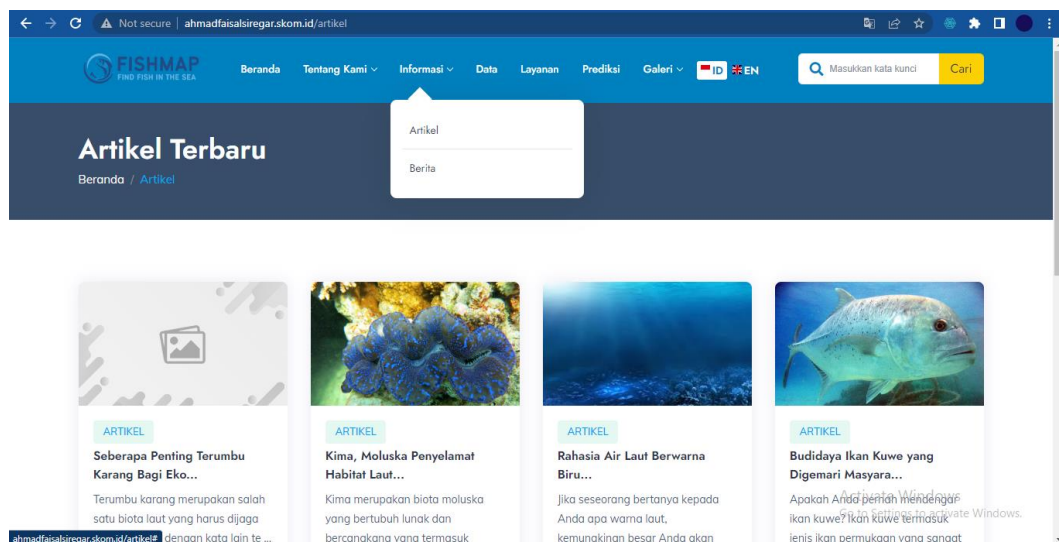 Not secure | ahmadfaisalsiregar.skom.id/artikel
FISHMAP
FIND FISH IN THE SEA
Beranda Tentang Kami Informasi Data Layanan Prediksi Galeri ID EN
Masukkan kata kunci Cari
Artikel
Berita
Artikel Terbaru
Beranda / Artikel
ARTIKEL
Seberapa Penting Terumbu
Karang Bagi Eko...
Terumbu karang merupakan salah
satu biota laut yang harus dijaga
dengan kata lain te ...
ARTIKEL
Kima, Moluska Penyelamat
Habitat Laut...
Kima merupakan biota moluska
yang bertubuh lunak dan
bercangkang yang termasuk
ARTIKEL
Rahasia Air Laut Berwarna
Biru...
Jika seseorang bertanya kepada
Anda apa warna laut,
kemungkinan besar Anda akan
ARTIKEL
Budidaya Ikan Kuwe yang
Digemari Masyara...
Apakah Anda pernah mendengar
ikan kuwe? Ikan kuwe termasuk
jenis ikan permukaan yang sangat
Activate Windows
Go to Settings to activate Windows.
ahmadfaisalsiregar.skom.id/artikel#